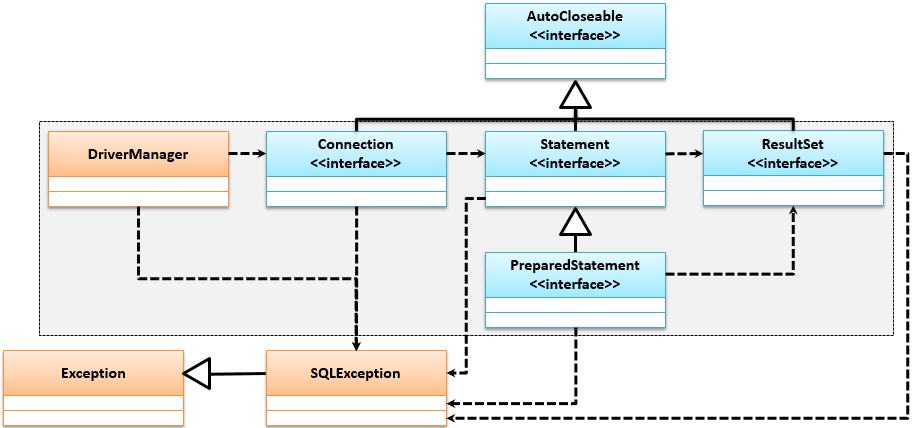 AutoCloseable
<<interface>>
DriverManager
Connection
<<interface>>
Statement
<<interface>>
ResultSet
<<interface>>
PreparedStatement
<<interface>>
Exception
SQLException